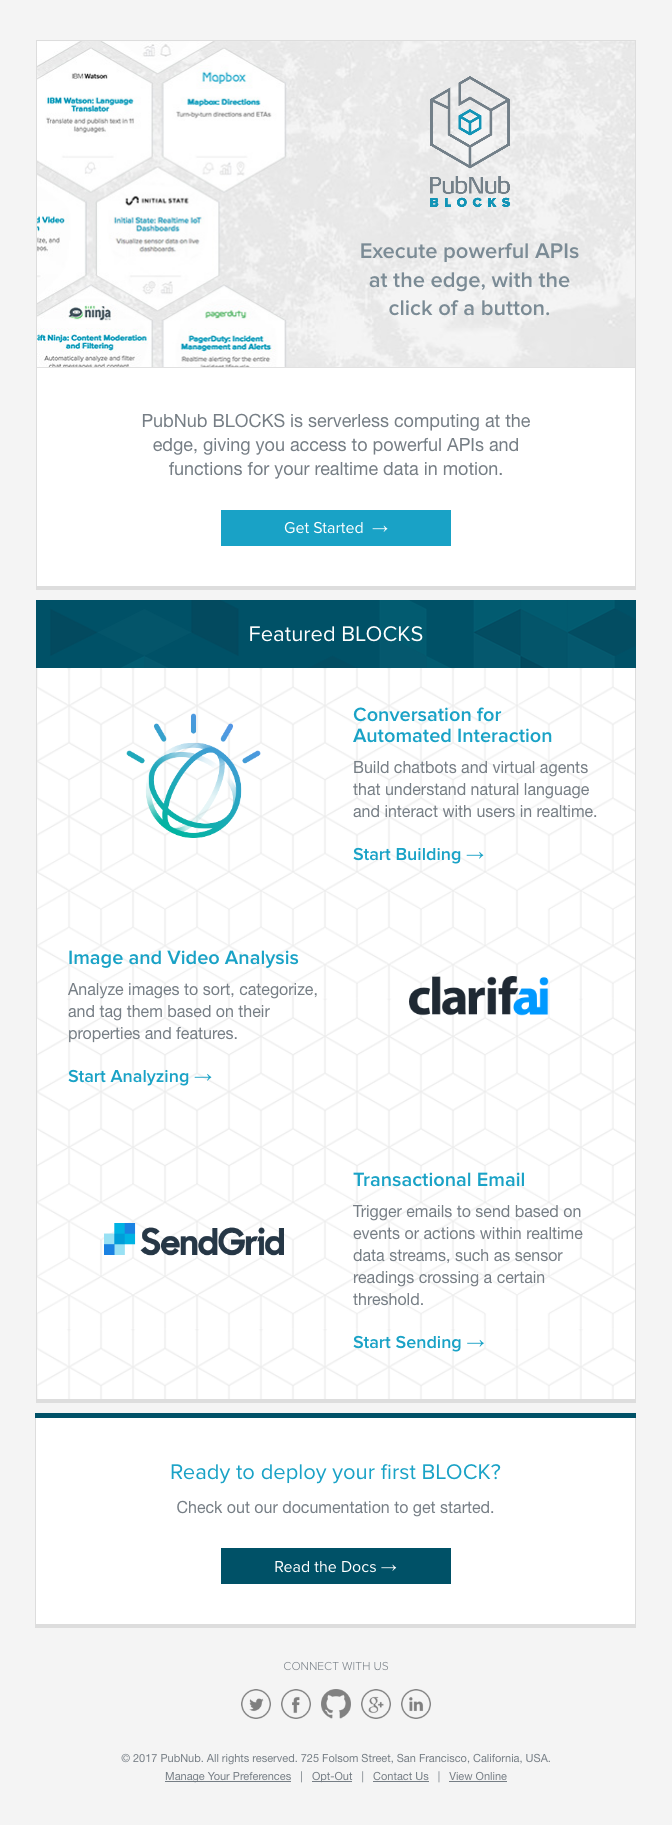 IBM Watson
IBM Watson: Language
Translator
Translate and publish text in 11
languages.
Mapbox
Mapbox: Directions
Turn-by-turn directions and ETAs
INITIAL STATE
Initial State: Realtime IoT
Dashboards
Visualize sensor data on live
dashboards.
d Video
ize, and
eos.
ninja
ift Ninja: Content Moderation
and Filtering
Automatically analyze and filter
chat messages and content
pagerduty
PagerDuty: Incident
Management and Alerts
Realtime alerting for the entire
incident lifecycle
PubNub
BLOCKS
Execute powerful APIs
at the edge, with the
click of a button.
PubNub BLOCKS is serverless computing at the
edge, giving you access to powerful APIs and
functions for your realtime data in motion.
Get Started →
Featured BLOCKS
Conversation for
Automated Interaction
Build chatbots and virtual agents
that understand natural language
and interact with users in realtime.
Start Building →
Image and Video Analysis
Analyze images to sort, categorize,
and tag them based on their
properties and features.
Start Analyzing →
clarifai
SendGrid
Transactional Email
Trigger emails to send based on
events or actions within realtime
data streams, such as sensor
readings crossing a certain
threshold.
Start Sending →
Ready to deploy your first BLOCK?
Check out our documentation to get started.
Read the Docs →
CONNECT WITH US
© 2017 PubNub. All rights reserved. 725 Folsom Street, San Francisco, California, USA.
Manage Your Preferences | Opt-Out | Contact Us | View Online